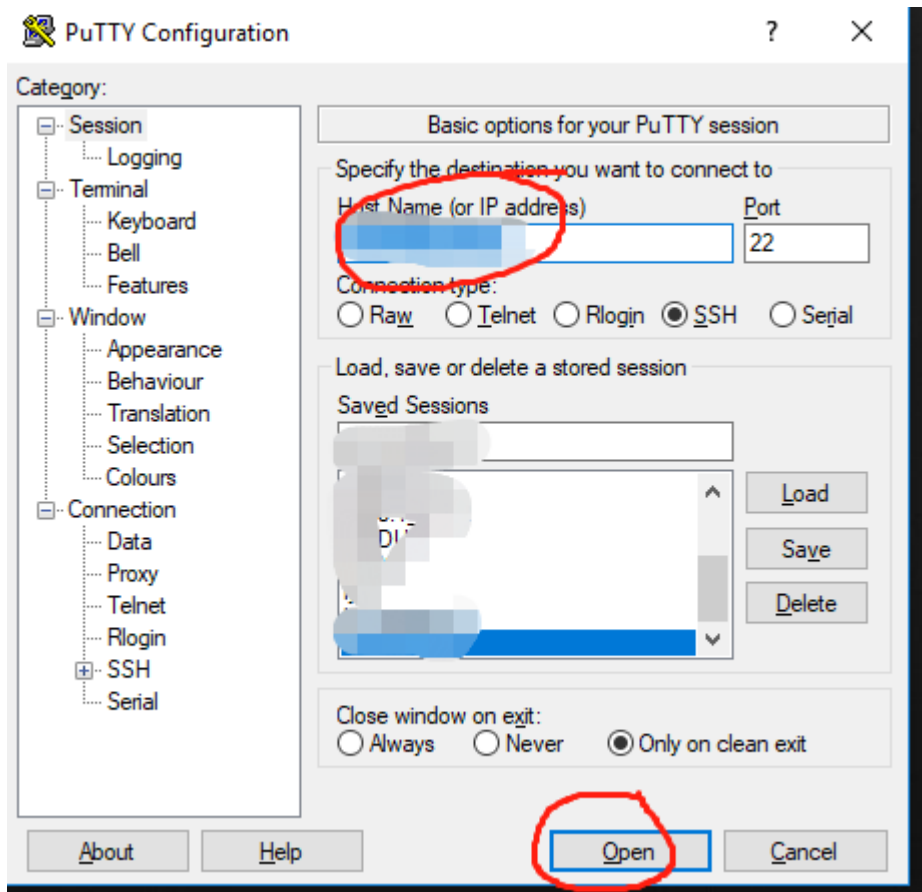 PuTTY Configuration
?
Category:
Session
Logging
Terminal
Keyboard
Bell
Features
Window
Appearance
Behaviour
Translation
Selection
Colours
Connection
Data
Proxy
Telnet
Rlogin
SSH
Serial
Basic options for your PuTTY session
Specify the destination you want to connect to
Host Name (or IP address) Port
22
Connection type:
Raw Telnet Rlogin SSH Serial
Load, save or delete a stored session
Saved Sessions
Load
Save
Delete
Close window on exit:
Always Never Only on clean exit
About Help Open Cancel